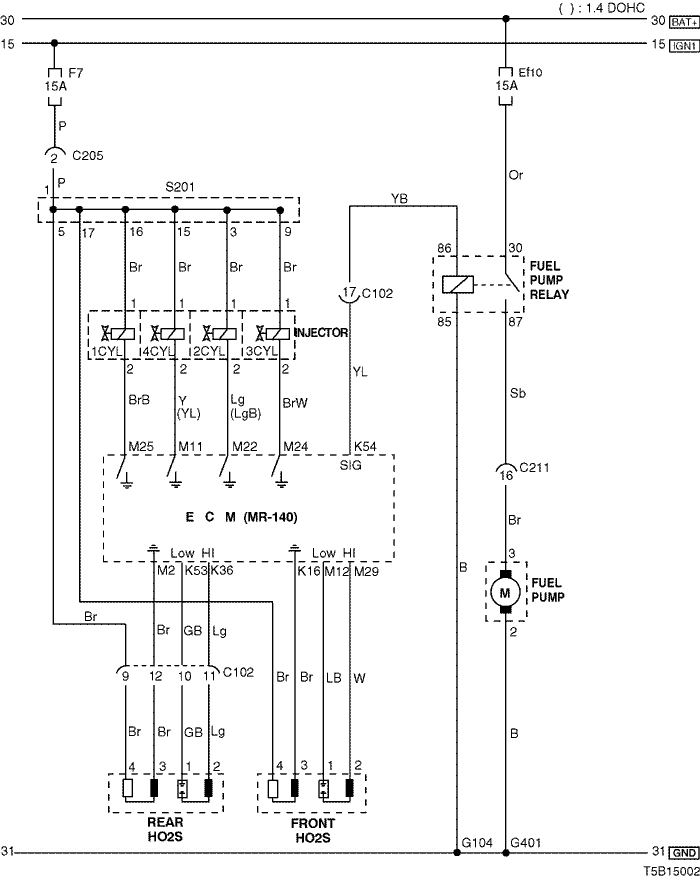 ( ) : 1.4 DOHC
30 30 BAT+
15 15 IGN1
F7
15A
Ef10
15A
P
2 C205
Or
1 P
S201
YB
5 17 16 15 3 9
86 30
Br Br Br Br
17 C102
FUEL
PUMP
RELAY
1 1 1 1
85 87
INJECTOR
1CYL 4CYL 2CYL 3CYL
2 2 2 2
YL
BrB Y
(YL) Lg
(LgB) BrW
Sb
M25 M11 M22 M24 K54
SIG
16 C211
E C M (MR-140)
Br
Low HI Low HI
3
M2 K53 K36 K16 M12 M29
B
M
FUEL
PUMP
2
Br
Br GB Lg
9 12 10 11 C102
Br Br LB W
Br Br GB Lg
B
4 3 1 2 4 3 1 2
REAR
HO2S
FRONT
HO2S
31 G104 G401 31 GND
T5B15002